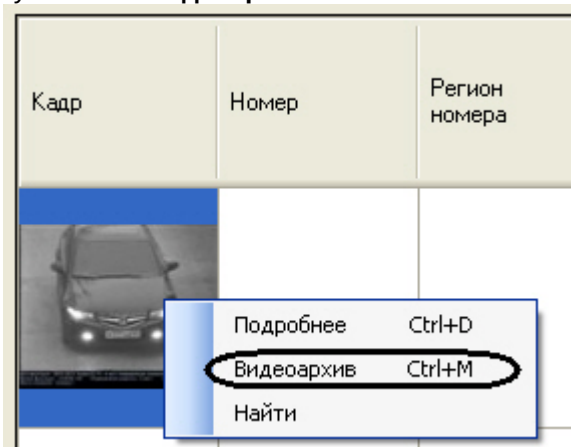 Кадр
Номер
Регион
номера
Подробнее Ctrl+D
Видеоархив Ctrl+M
Найти